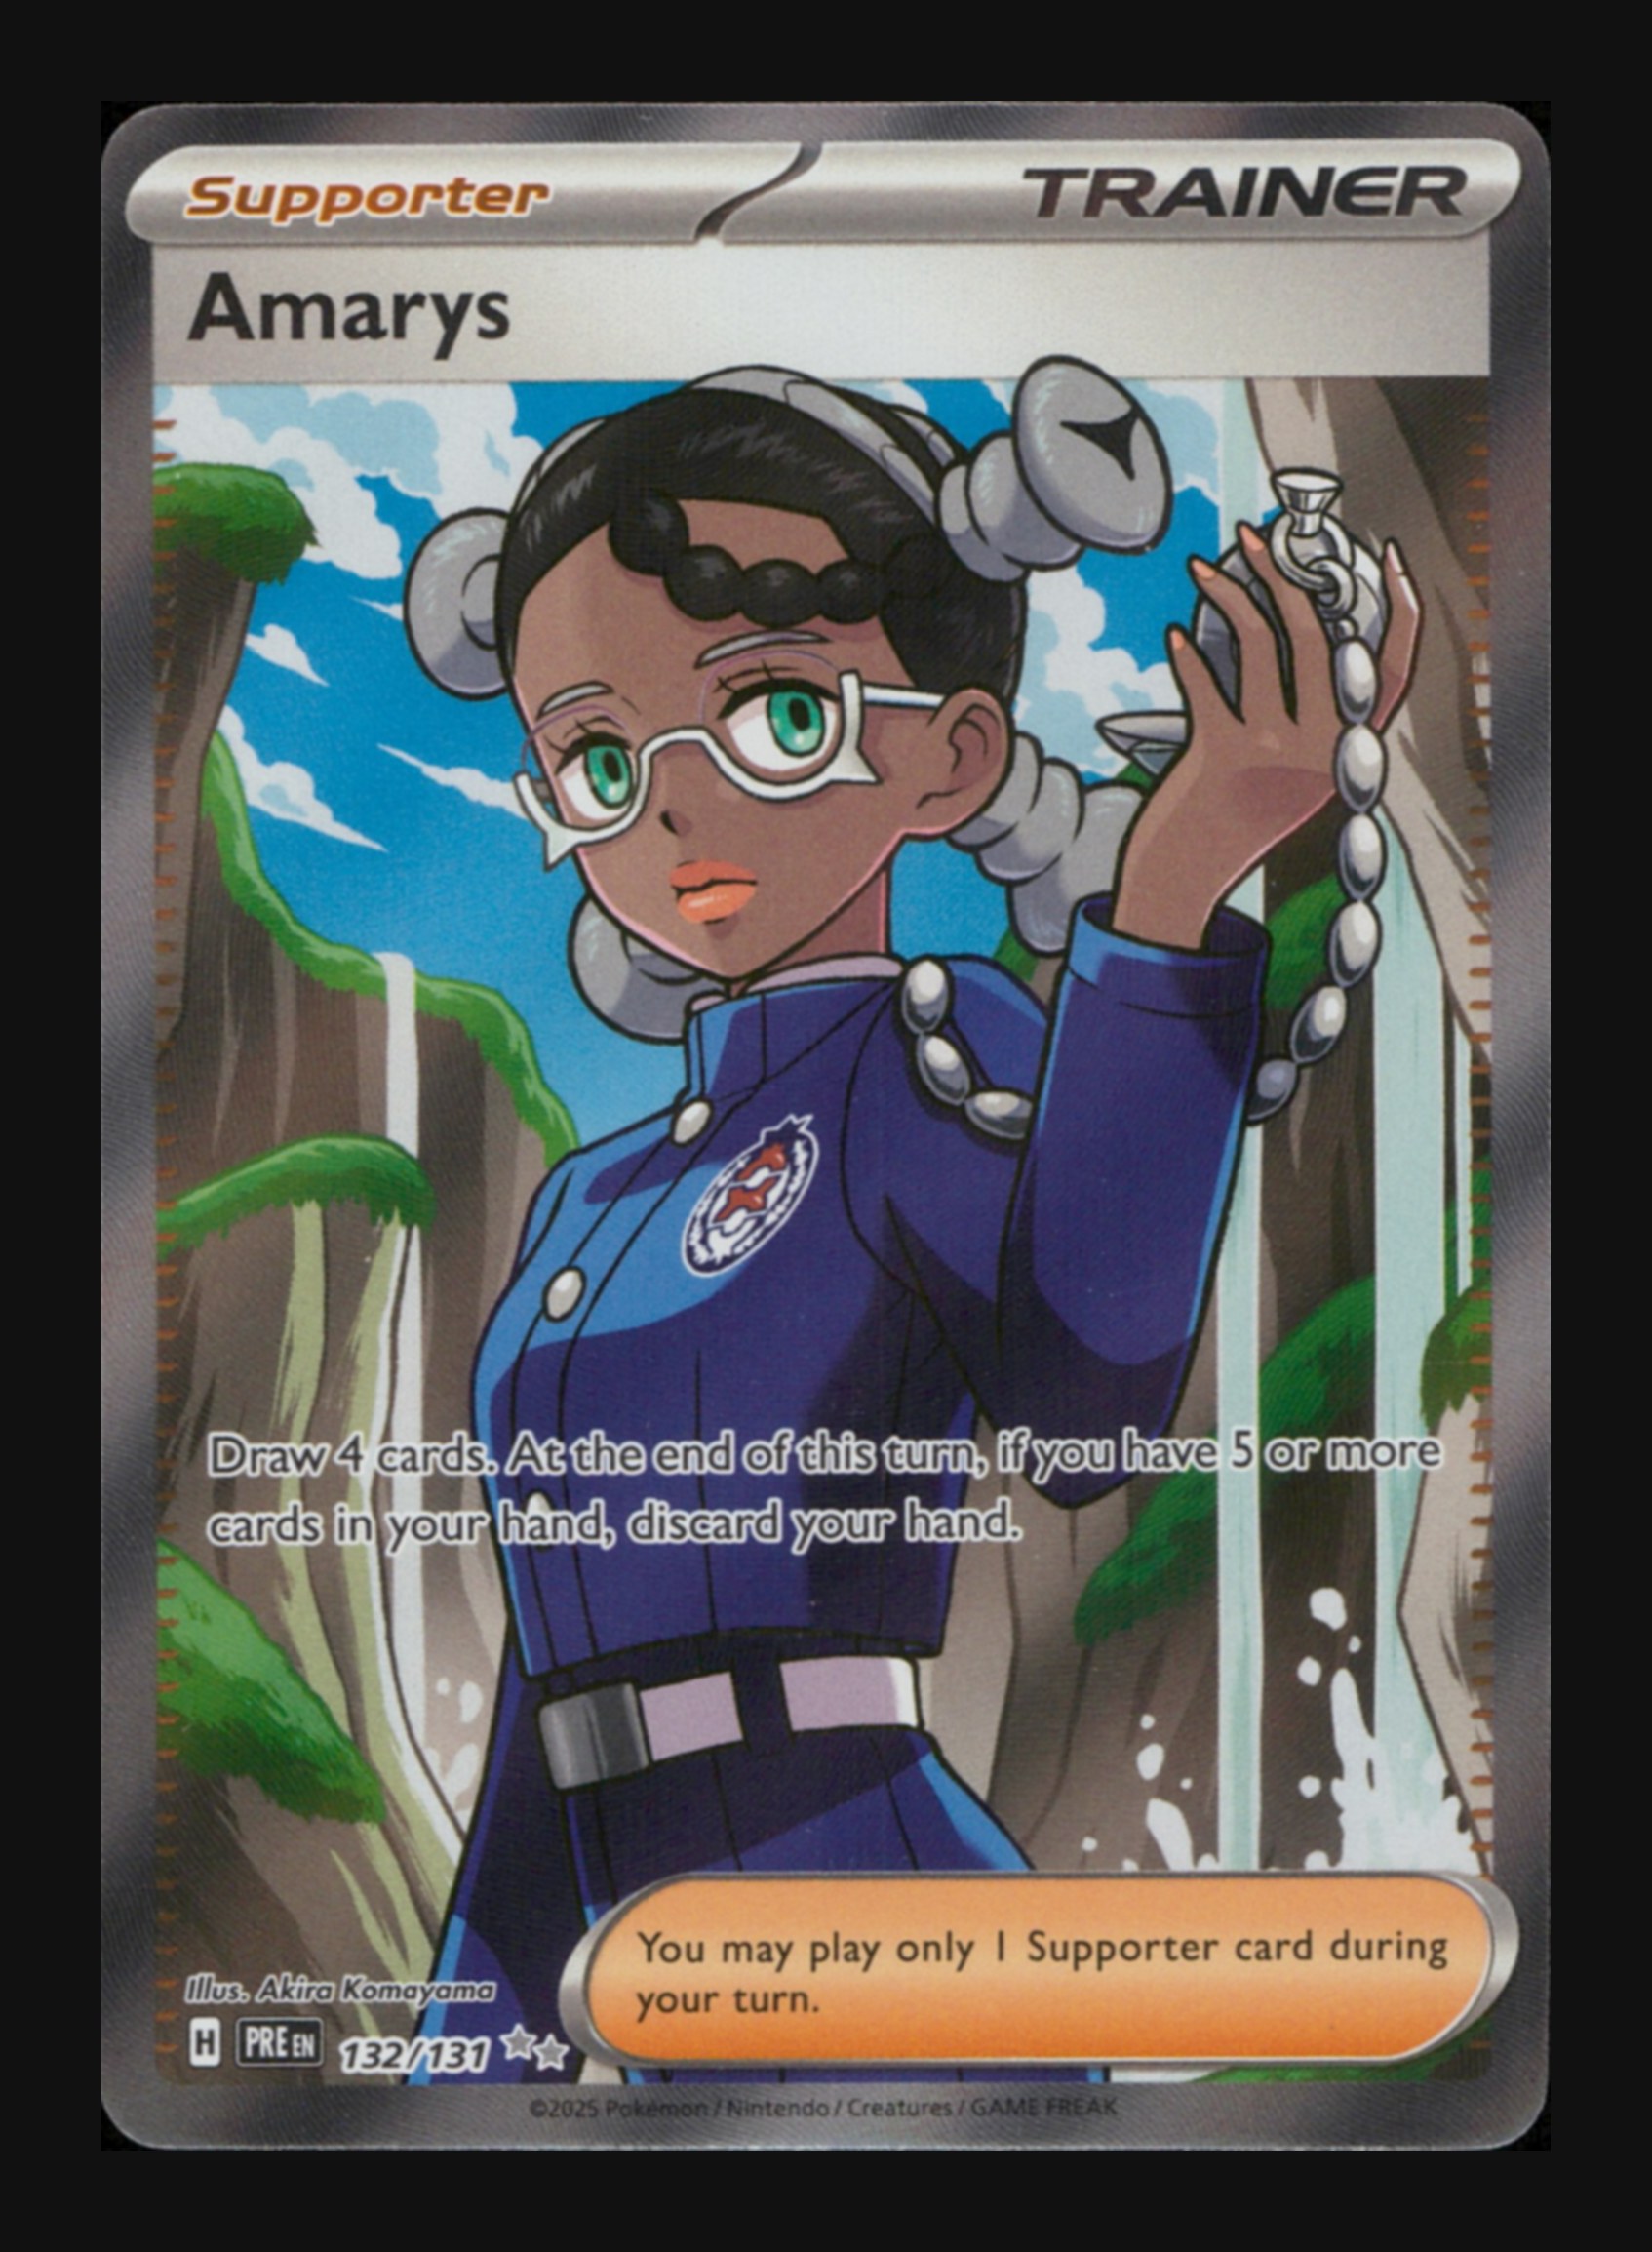 Supporter
TRAINER
Amarys
Draw 4 cards. At the end of this turn, if you have 5 or more
cards in your hand, discard your hand.
You may play only 1 Supporter card during
your turn.
Illus. Akira Komayama
H PRE EN 132/131
©2025 Pokémon / Nintendo / Creatures / GAME FREAK